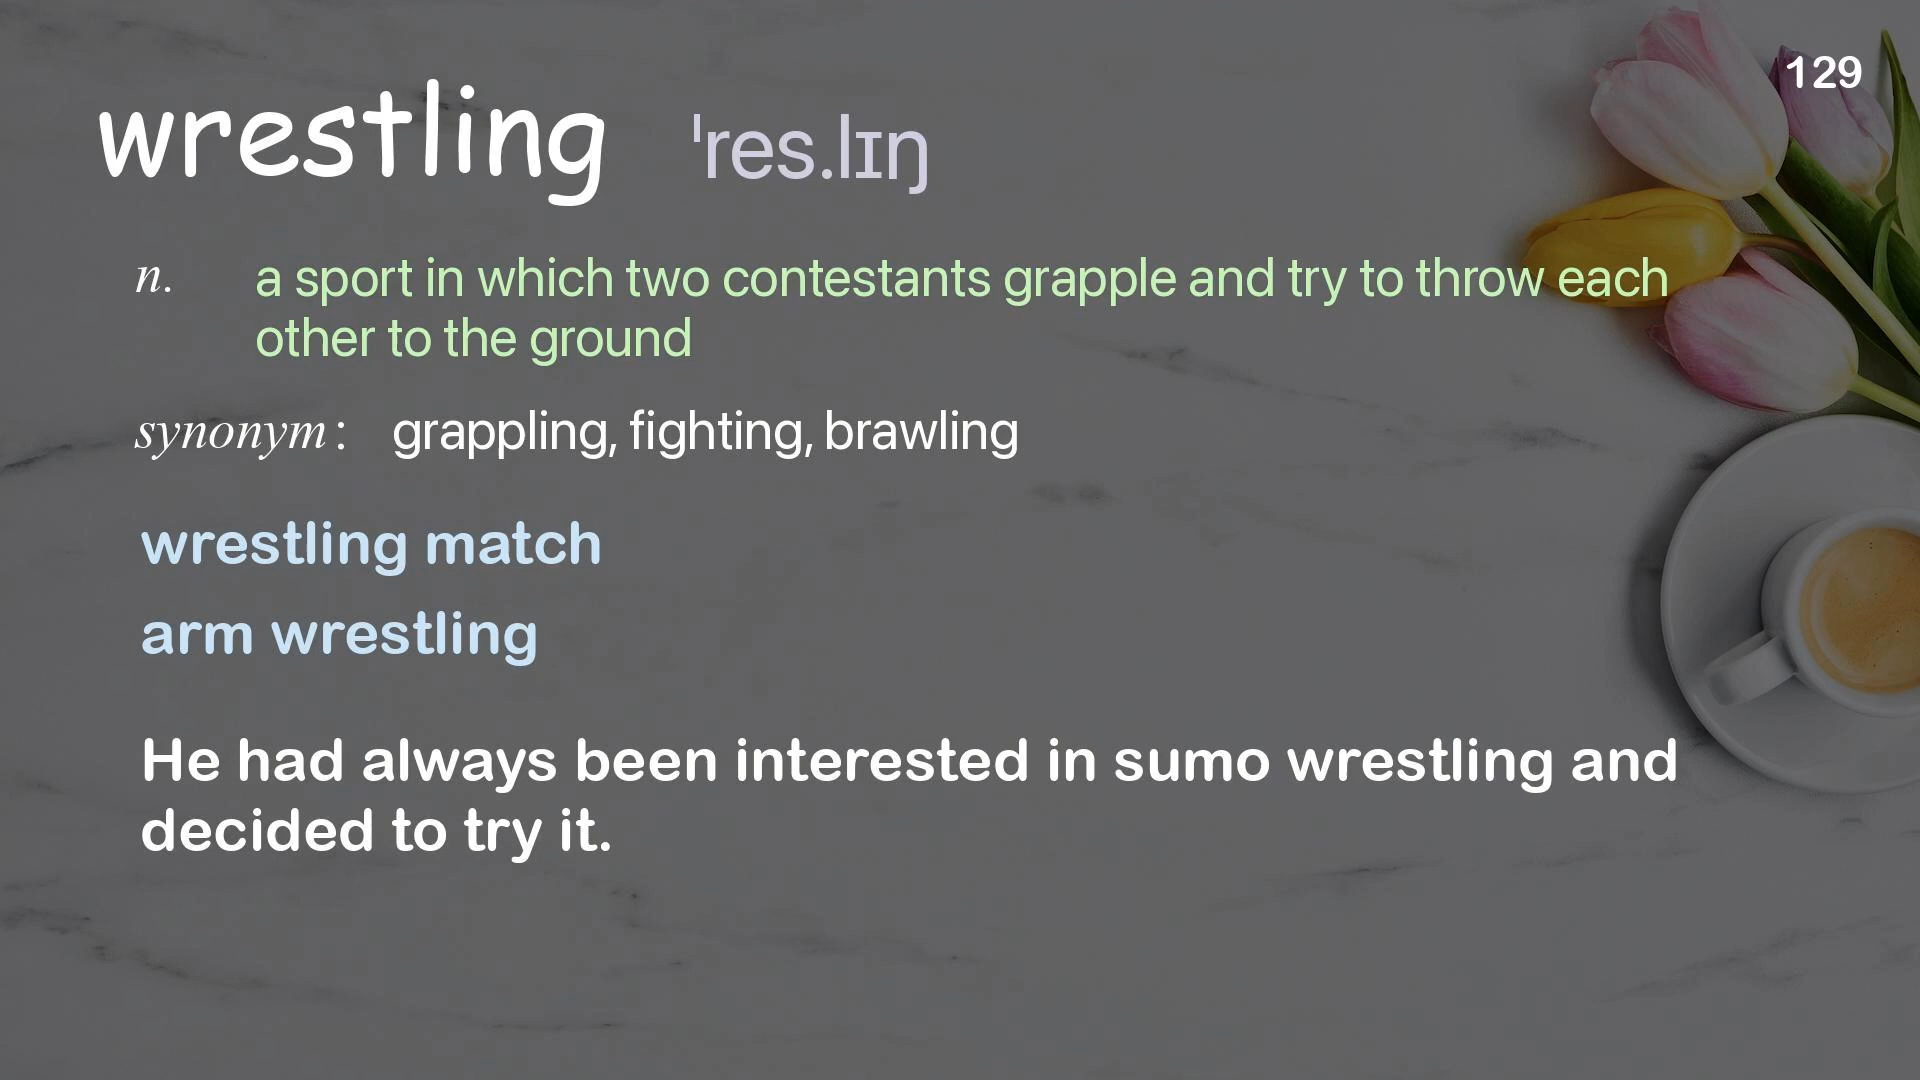 129
wrestling ˈres.lɪŋ
n. a sport in which two contestants grapple and try to throw each
other to the ground
synonym: grappling, fighting, brawling
wrestling match
arm wrestling
He had always been interested in sumo wrestling and
decided to try it.